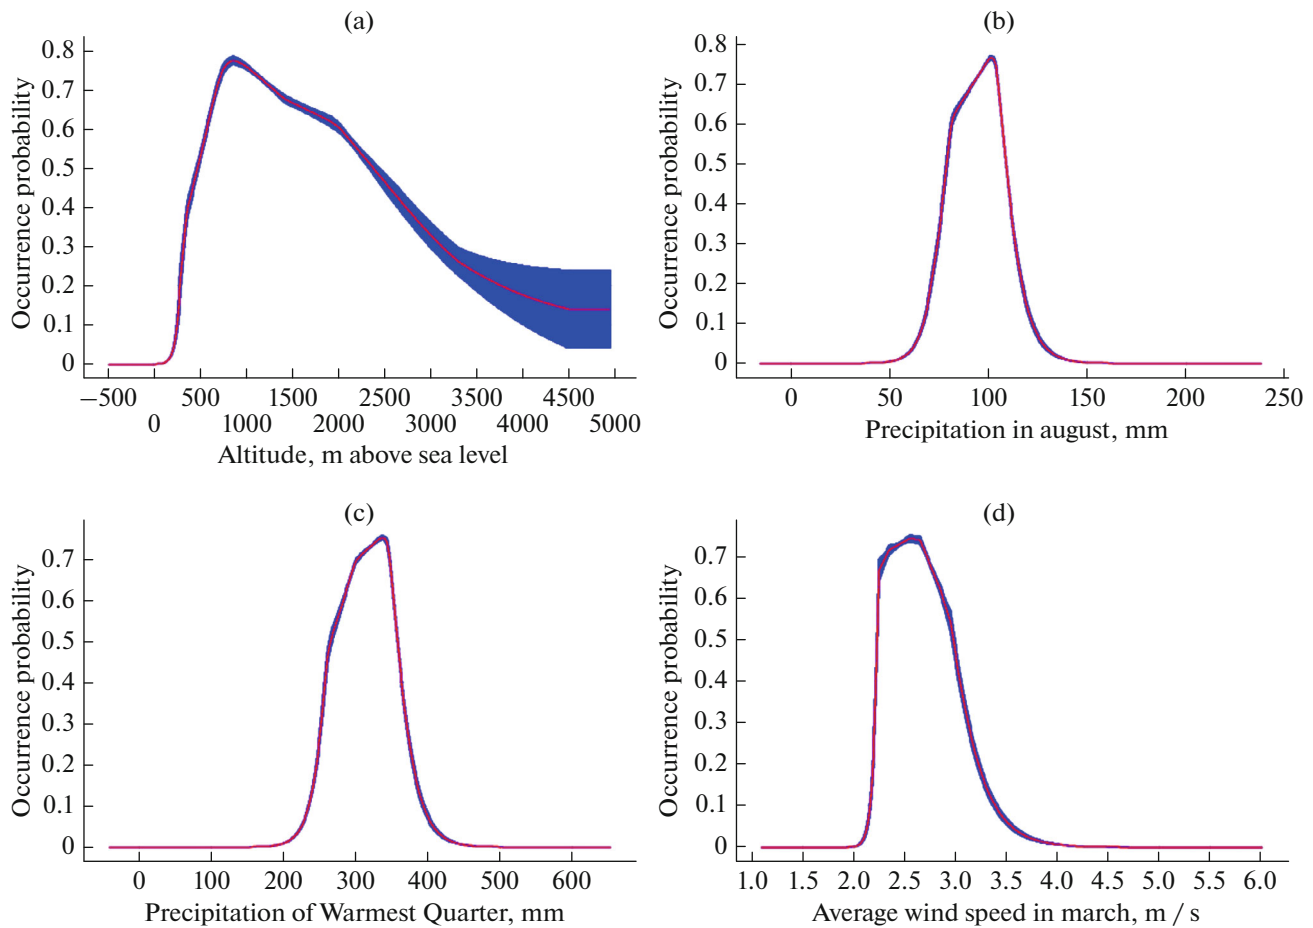 (a)
Occurrence probability
0.8
0.7
0.6
0.5
0.4
0.3
0.2
0.1
0
−500 500 1500 2500 3500 4500
0 1000 2000 3000 4000 5000
Altitude, m above sea level
(b)
Occurrence probability
0.8
0.7
0.6
0.5
0.4
0.3
0.2
0.1
0
0 50 100 150 200 250
Precipitation in august, mm
(c)
Occurrence probability
0.7
0.6
0.5
0.4
0.3
0.2
0.1
0
0 100 200 300 400 500 600
Precipitation of Warmest Quarter, mm
(d)
Occurrence probability
0.7
0.6
0.5
0.4
0.3
0.2
0.1
0
1.0 1.5 2.0 2.5 3.0 3.5 4.0 4.5 5.0 5.5 6.0
Average wind speed in march, m / s